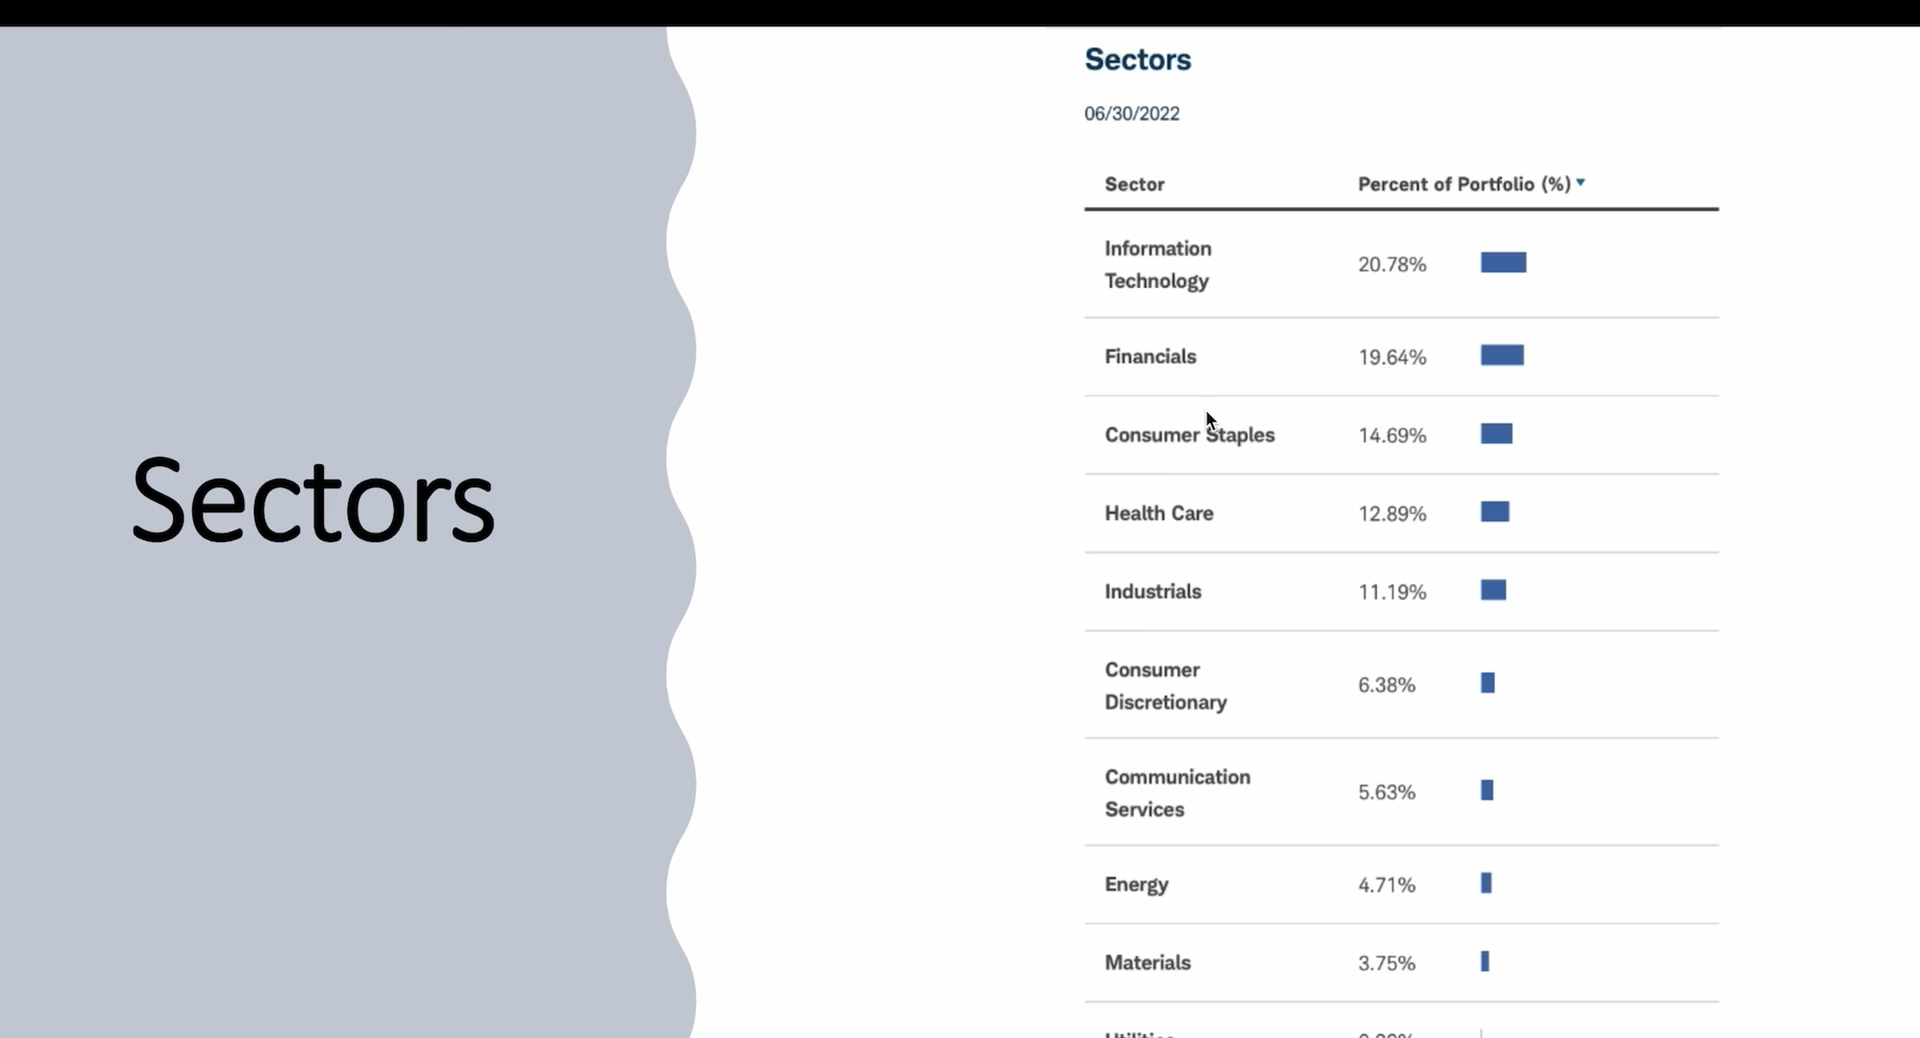 Sectors
Sectors
06/30/2022
Sector Percent of Portfolio (%)
Information
Technology
20.78%
Financials 19.64%
Consumer Staples 14.69%
Health Care 12.89%
Industrials 11.19%
Consumer
Discretionary
6.38%
Communication
Services
5.63%
Energy 4.71%
Materials 3.75%